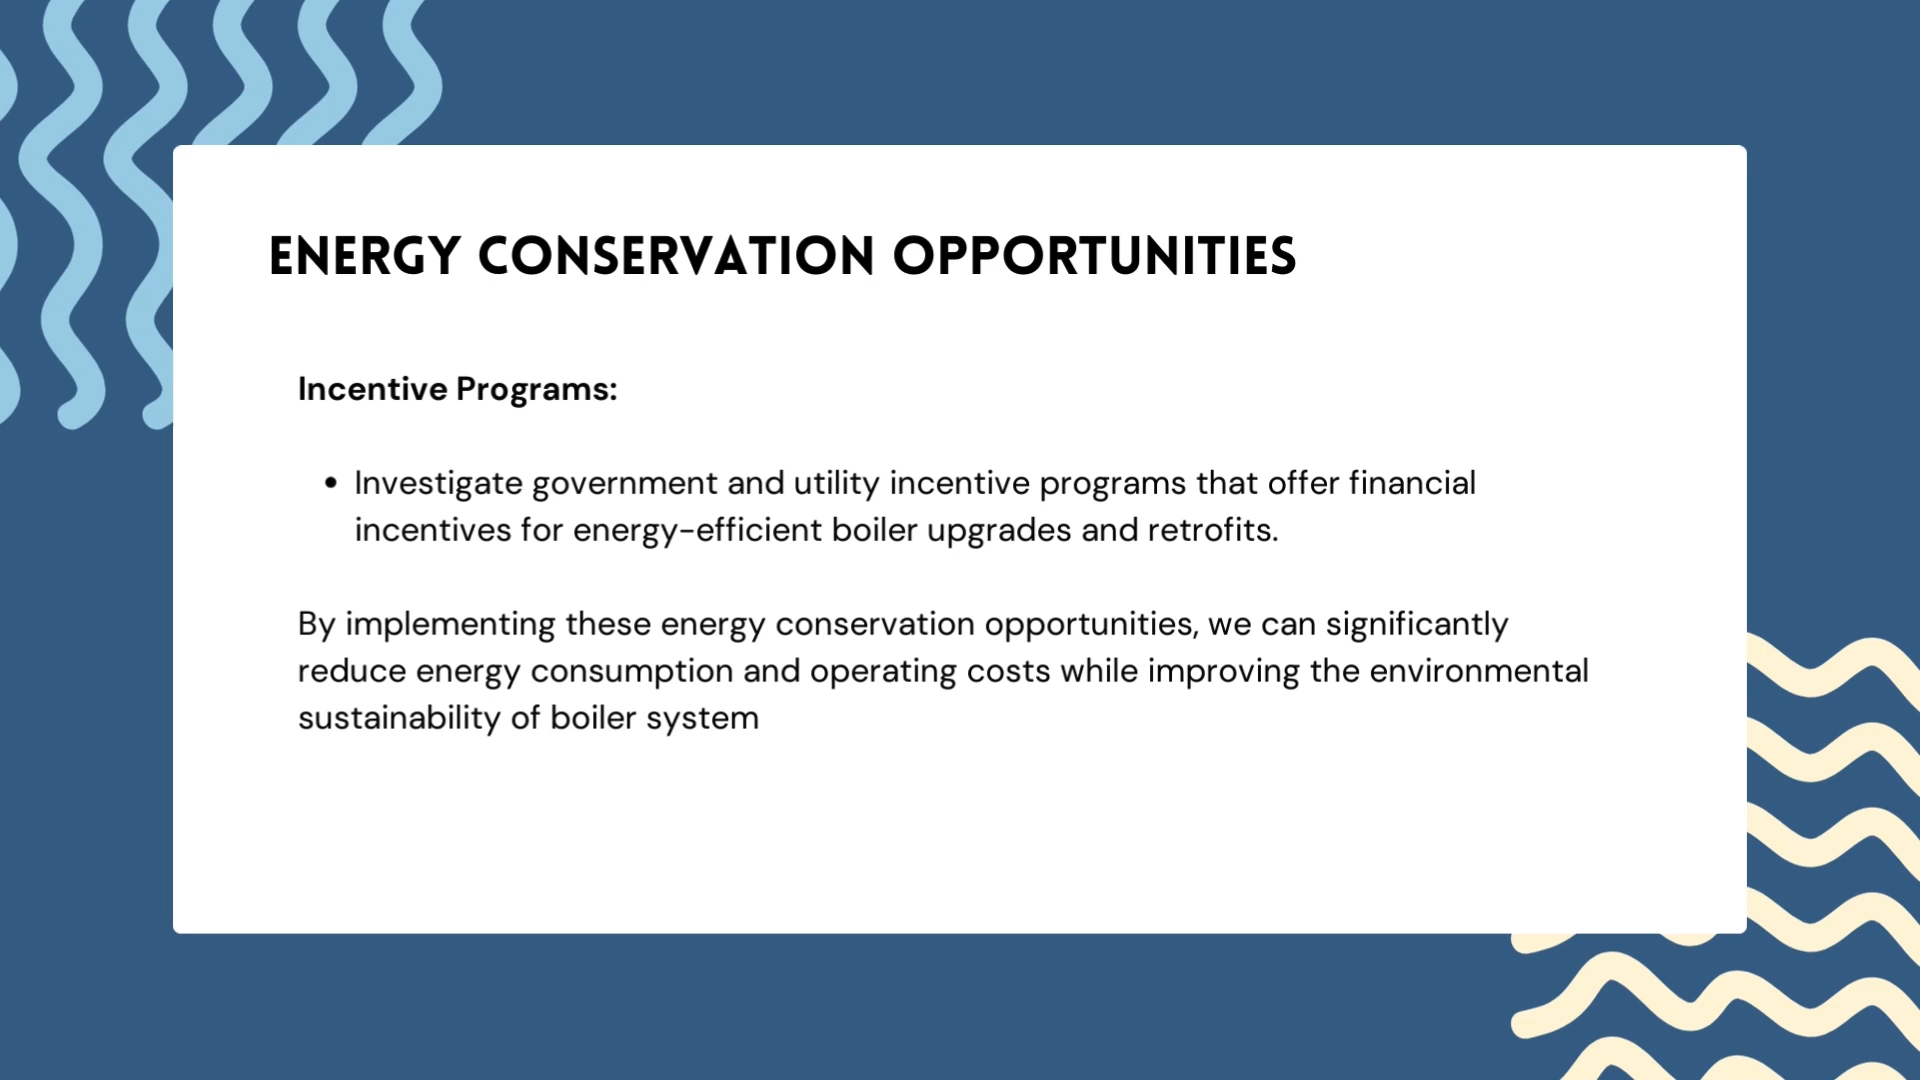 ENERGY CONSERVATION OPPORTUNITIES
Incentive Programs:
• Investigate government and utility incentive programs that offer financial
incentives for energy-efficient boiler upgrades and retrofits.
By implementing these energy conservation opportunities, we can significantly
reduce energy consumption and operating costs while improving the environmental
sustainability of boiler system